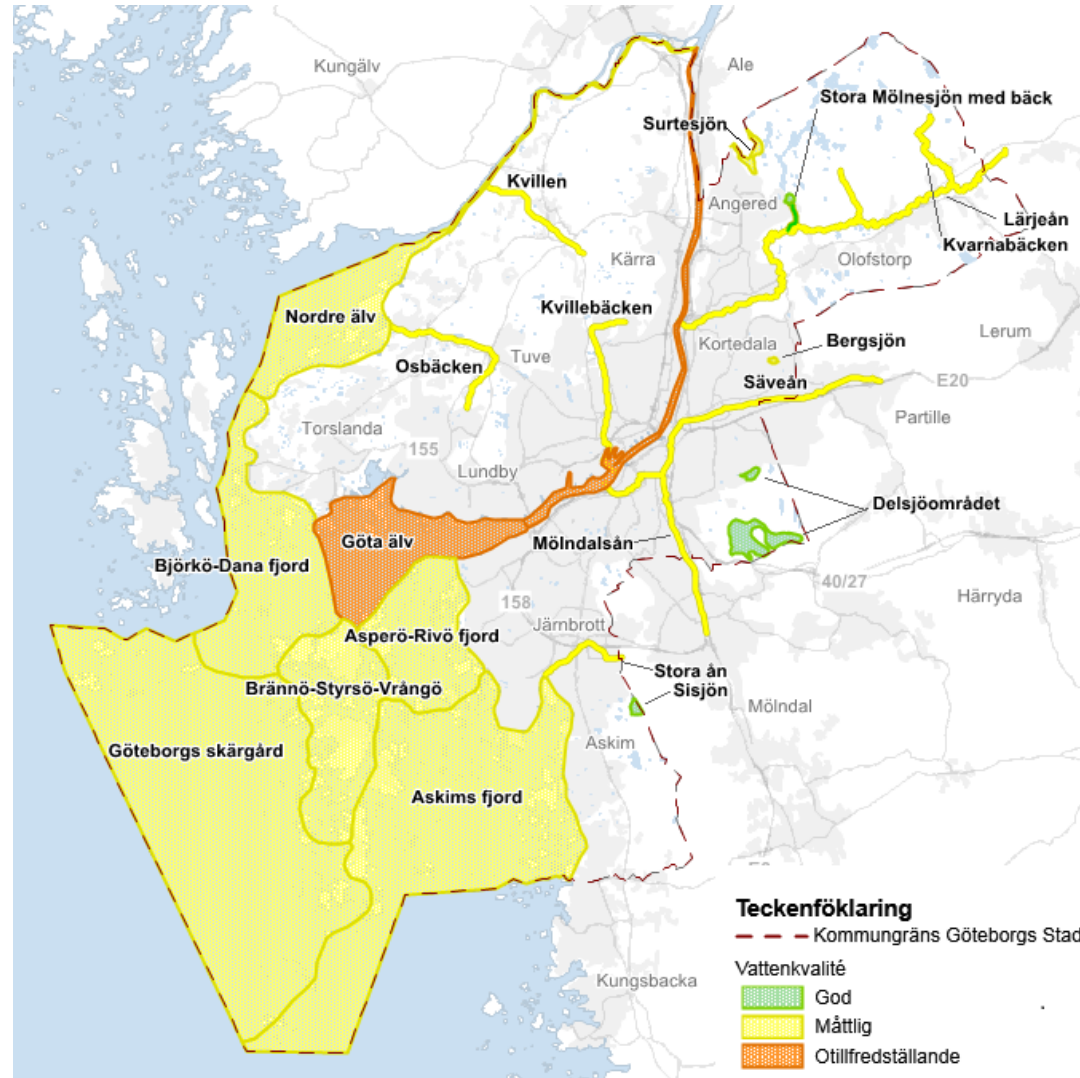 Ale
Kungälv
Stora Mölnesjön med bäck
Surtesjön
Kvillen
Angered
Lärjeån
Kvarnabäcken
Kärra
Olofstorp
Nordre älv
Kvillebäcken
Lerum
Kortedala
Bergsjön
Tuve
Osbäcken
Säveån
E20
Partille
Torslanda
155
Lundby
Delsjöområdet
Göta älv
Mölndalsån
Björkö-Dana fjord
40/27
Härryda
158
Järnbrott
Asperö-Rivö fjord
Stora ån
Sisjön
Brännö-Styrsö-Vrångö
Mölndal
Göteborgs skärgård
Askim
Askims fjord
Teckenföklaring
Kommungräns Göteborgs Stad
Vattenkvalité
Kungsbacka
God
Måttlig
Otillfredställande